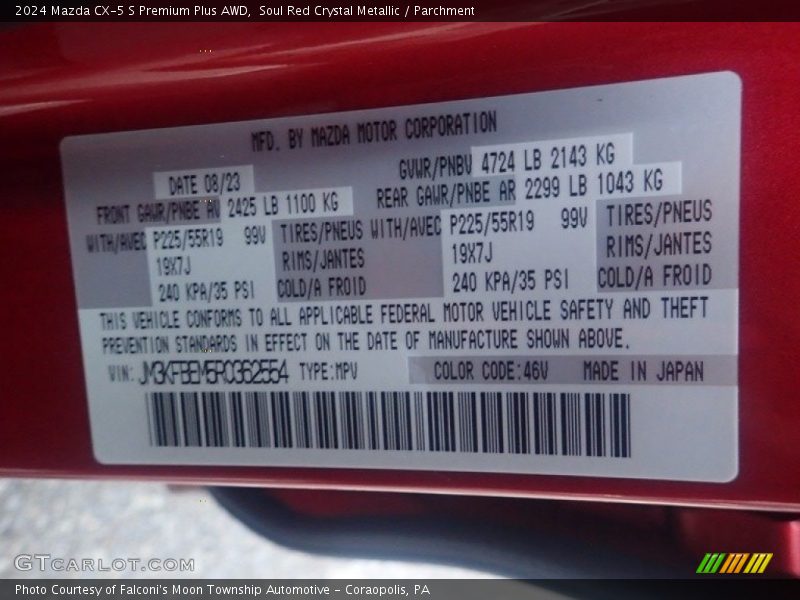 2024 Mazda CX-5 S Premium Plus AWD,  Soul Red Crystal Metallic / Parchment
MFD. BY MAZDA MOTOR CORPORATION
GVWR/PNBV 4724 LB 2143 KG
DATE 08/23
FRONT GAWR/PNBE AV 2425 LB 1100 KG
REAR GAWR/PNBE AR 2299 LB 1043 KG
WITH/AVEC P225/55R19 99V TIRES/PNEUS WITH/AVEC P225/55R19 99V TIRES/PNEUS
19X7J RIMS/JANTES 19X7J RIMS/JANTES
240 KPA/35 PSI COLD/A FROID 240 KPA/35 PSI COLD/A FROID
THIS VEHICLE CONFORMS TO ALL APPLICABLE FEDERAL MOTOR VEHICLE SAFETY AND THEFT
PREVENTION STANDARDS IN EFFECT ON THE DATE OF MANUFACTURE SHOWN ABOVE.
VIN: JM3KFBEM5R0362554 TYPE:MPV COLOR CODE:46V MADE IN JAPAN
GTCARLOT.COM
Photo Courtesy of Falconi's Moon Township Automotive - Coraopolis, PA